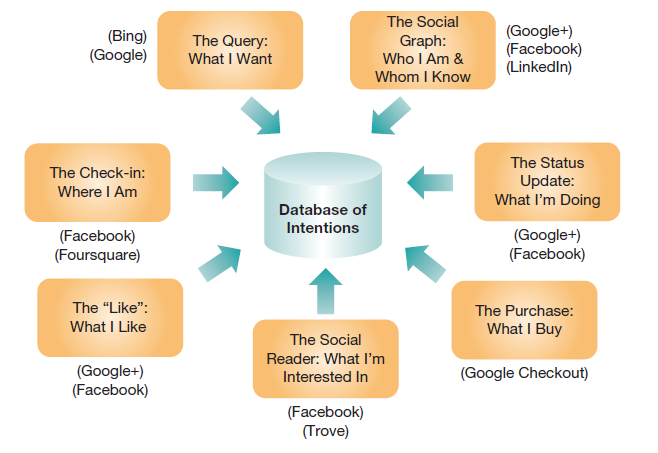 (Bing)
(Google)
The Query:
What I Want
The Social
Graph:
Who I Am &
Whom I Know
(Google+)
(Facebook)
(LinkedIn)
The Check-in:
Where I Am
(Facebook)
(Foursquare)
Database of
Intentions
The Status
Update:
What I’m Doing
(Google+)
(Facebook)
The “Like”:
What I Like
(Google+)
(Facebook)
The Social
Reader: What I’m
Interested In
(Facebook)
(Trove)
The Purchase:
What I Buy
(Google Checkout)